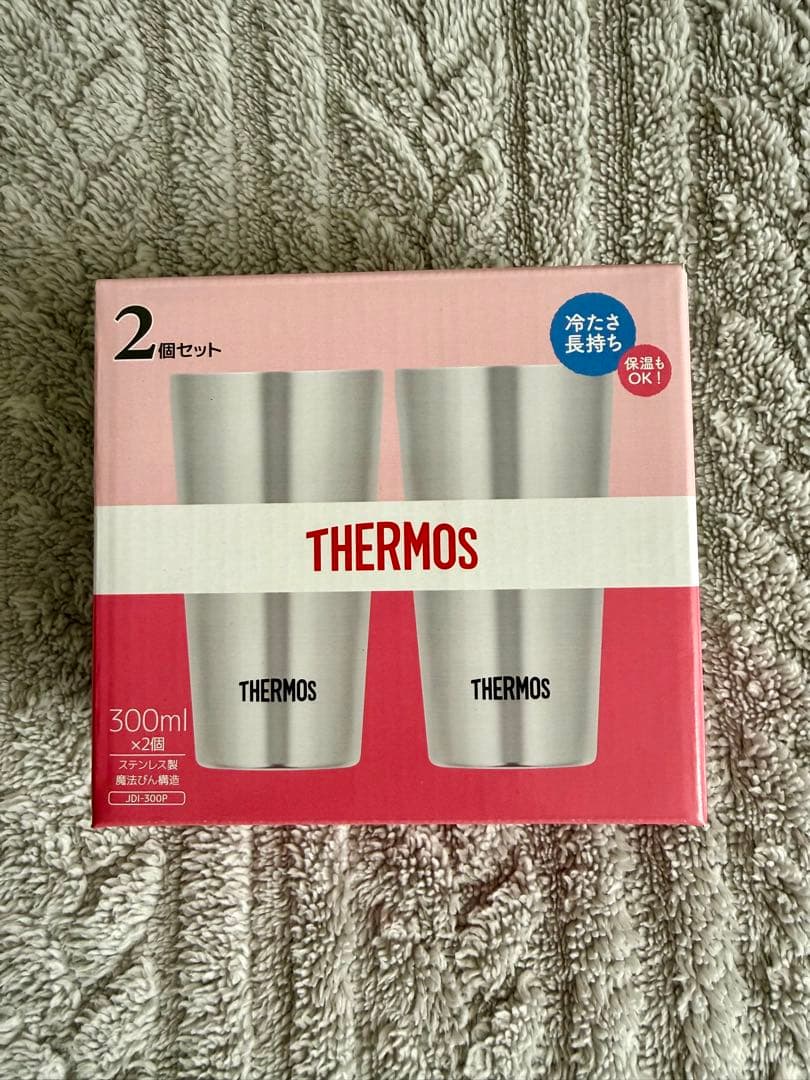 2個セット
冷たさ
長持ち
保温も
OK!
THERMOS
THERMOS
THERMOS
300ml
×2個
ステンレス製
魔法びん構造
JDI-300P